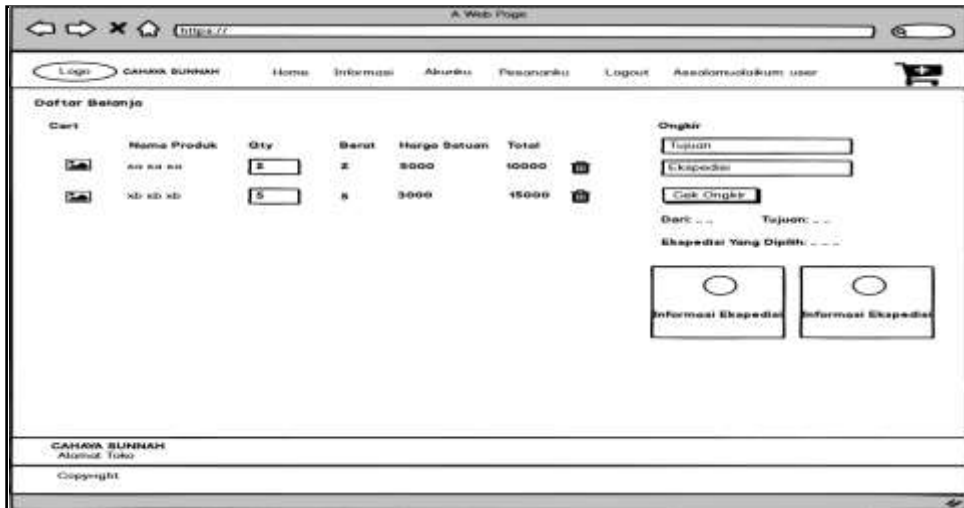 A Web Page
https://
Logo CAHAYA SUNNAH Home Informasi Akunku Pesananku Logout Assalamualaikum user
Daftar Belanja
Cart
Nama Produk Qty Berat Harga Satuan Total
2 2 5000 10000
xb xb xb 5 5 3000 15000
Ongkir
Tujuan
Ekspedisi
Cek Ongkir
Dari: _ _ Tujuan: _ _
Ekspedisi Yang Dipilih: _ _ _
Informasi Ekspedisi Informasi Ekspedisi
CAHAYA SUNNAH
Alamat Toko
Copyright